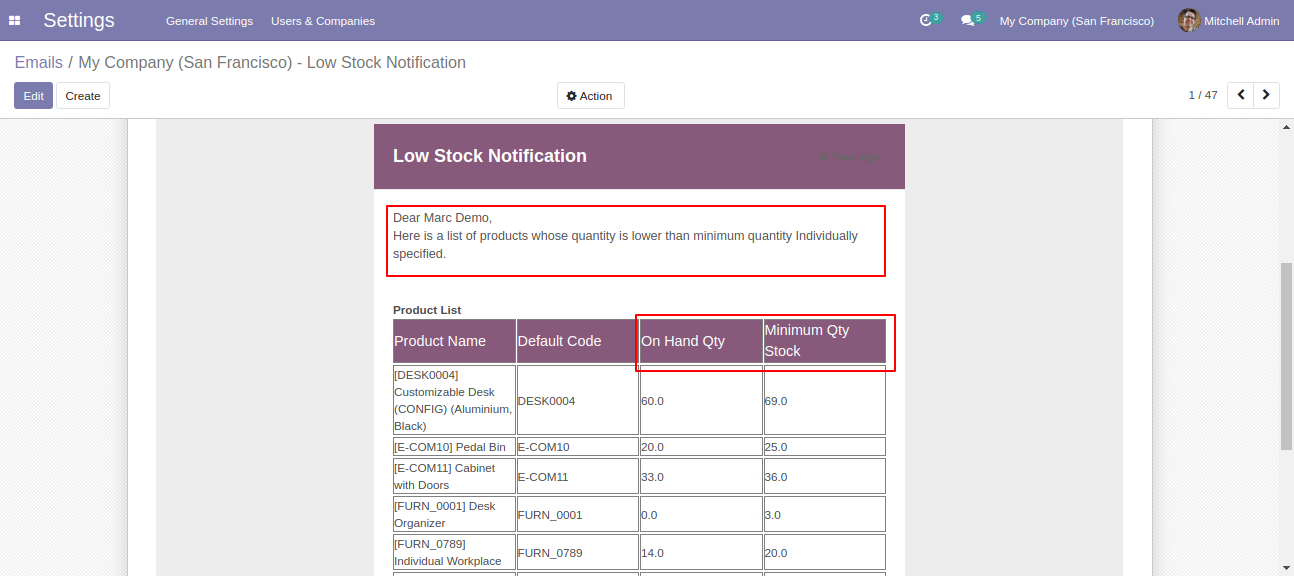 Settings
General Settings
Users & Companies
3
5
My Company (San Francisco)
Mitchell Admin
Emails / My Company (San Francisco) - Low Stock Notification
Edit
Create
Action
1 / 47
Low Stock Notification
Dear Marc Demo,
Here is a list of products whose quantity is lower than minimum quantity Individually
specified.
Product List
Product Name
Default Code
On Hand Qty
Minimum Qty
Stock
[DESK0004]
Customizable Desk
(CONFIG) (Aluminium,
Black)
DESK0004
60.0
69.0
[E-COM10] Pedal Bin
E-COM10
20.0
25.0
[E-COM11] Cabinet
with Doors
E-COM11
33.0
36.0
[FURN_0001] Desk
Organizer
FURN_0001
0.0
3.0
[FURN_0789]
Individual Workplace
FURN_0789
14.0
20.0